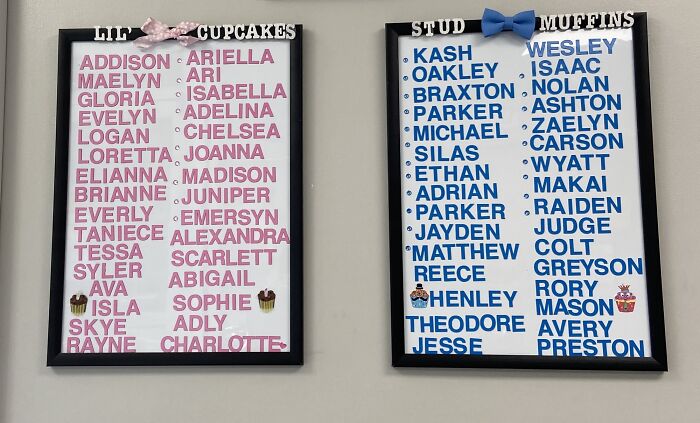 LIL' CUPCAKES
ADDISON
MAELYN
GLORIA
EVELYN
LOGAN
LORETTA
ELIANNA
BRIANNE
EVERLY
TANIECE
TESSA
SYLER
AVA
ISLA
SKYE
RAYNE
ARIELLA
ARI
ISABELLA
ADELINA
CHELSEA
JOANNA
MADISON
JUNIPER
EMERSYN
ALEXANDRA
SCARLETT
ABIGAIL
SOPHIE
ADLY
CHARLOTTE
STUD MUFFINS
KASH
OAKLEY
BRAXTON
PARKER
MICHAEL
SILAS
ETHAN
ADRIAN
PARKER
JAYDEN
MATTHEW
REECE
HENLEY
THEODORE
JESSE
WESLEY
ISAAC
NOLAN
ASHTON
ZAELYN
CARSON
WYATT
MAKAI
RAIDEN
JUDGE
COLT
GREYSON
RORY
MASON
AVERY
PRESTON